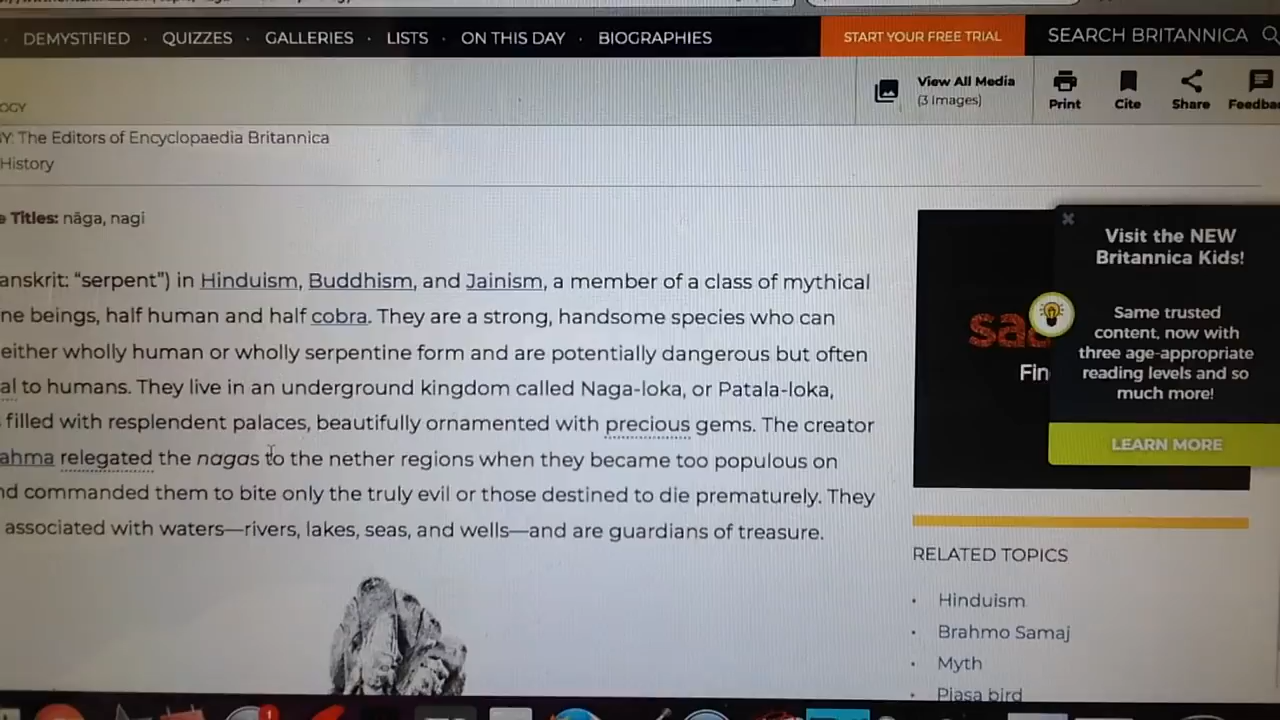 DEMYSTIFIED · QUIZZES · GALLERIES · LISTS · ON THIS DAY · BIOGRAPHIES
START YOUR FREE TRIAL
SEARCH BRITANNICA
View All Media
(3 Images)
Print
Cite
Share
Feedba
OGY
Y: The Editors of Encyclopaedia Britannica
History
e Titles: nāga, nagi
anskrit: “serpent”) in Hinduism, Buddhism, and Jainism, a member of a class of mythical
ne beings, half human and half cobra. They are a strong, handsome species who can
either wholly human or wholly serpentine form and are potentially dangerous but often
al to humans. They live in an underground kingdom called Naga-loka, or Patala-loka,
filled with resplendent palaces, beautifully ornamented with precious gems. The creator
ahma relegated the nagas to the nether regions when they became too populous on
nd commanded them to bite only the truly evil or those destined to die prematurely. They
associated with waters—rivers, lakes, seas, and wells—and are guardians of treasure.
Fin
Visit the NEW
Britannica Kids!
Same trusted
content, now with
three age-appropriate
reading levels and so
much more!
LEARN MORE
RELATED TOPICS
· Hinduism
· Brahmo Samaj
· Myth
· Piasa bird
1